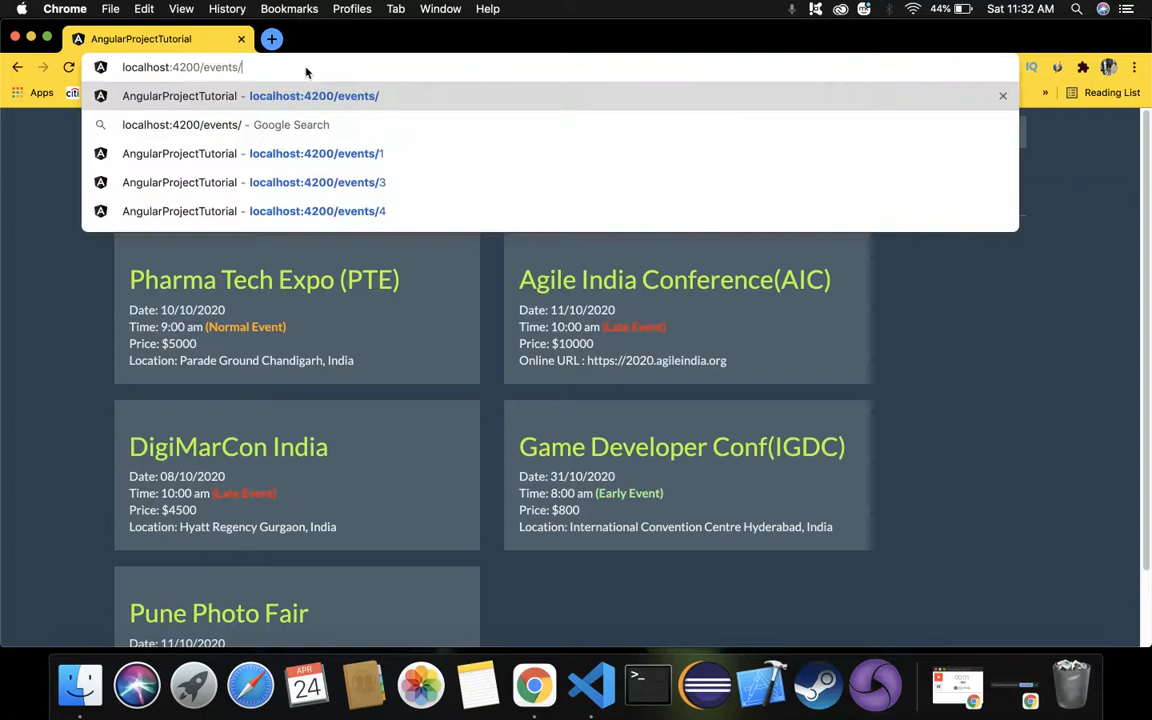 Chrome File Edit View History Bookmarks Profiles Tab Window Help 44% Sat 11:32 AM
AngularProjectTutorial
localhost:4200/events/
Apps citi Reading List
AngularProjectTutorial - localhost:4200/events/
localhost:4200/events/ - Google Search
AngularProjectTutorial - localhost:4200/events/1
AngularProjectTutorial - localhost:4200/events/3
AngularProjectTutorial - localhost:4200/events/4
Pharma Tech Expo (PTE)
Date: 10/10/2020
Time: 9:00 am (Normal Event)
Price: $5000
Location: Parade Ground Chandigarh, India
Agile India Conference(AIC)
Date: 11/10/2020
Time: 10:00 am (Late Event)
Price: $10000
Online URL : https://2020.agileindia.org
DigiMarCon India
Date: 08/10/2020
Time: 10:00 am (Late Event)
Price: $4500
Location: Hyatt Regency Gurgaon, India
Game Developer Conf(IGDC)
Date: 31/10/2020
Time: 8:00 am (Early Event)
Price: $800
Location: International Convention Centre Hyderabad, India
Pune Photo Fair
Date: 11/10/2020
APR
24